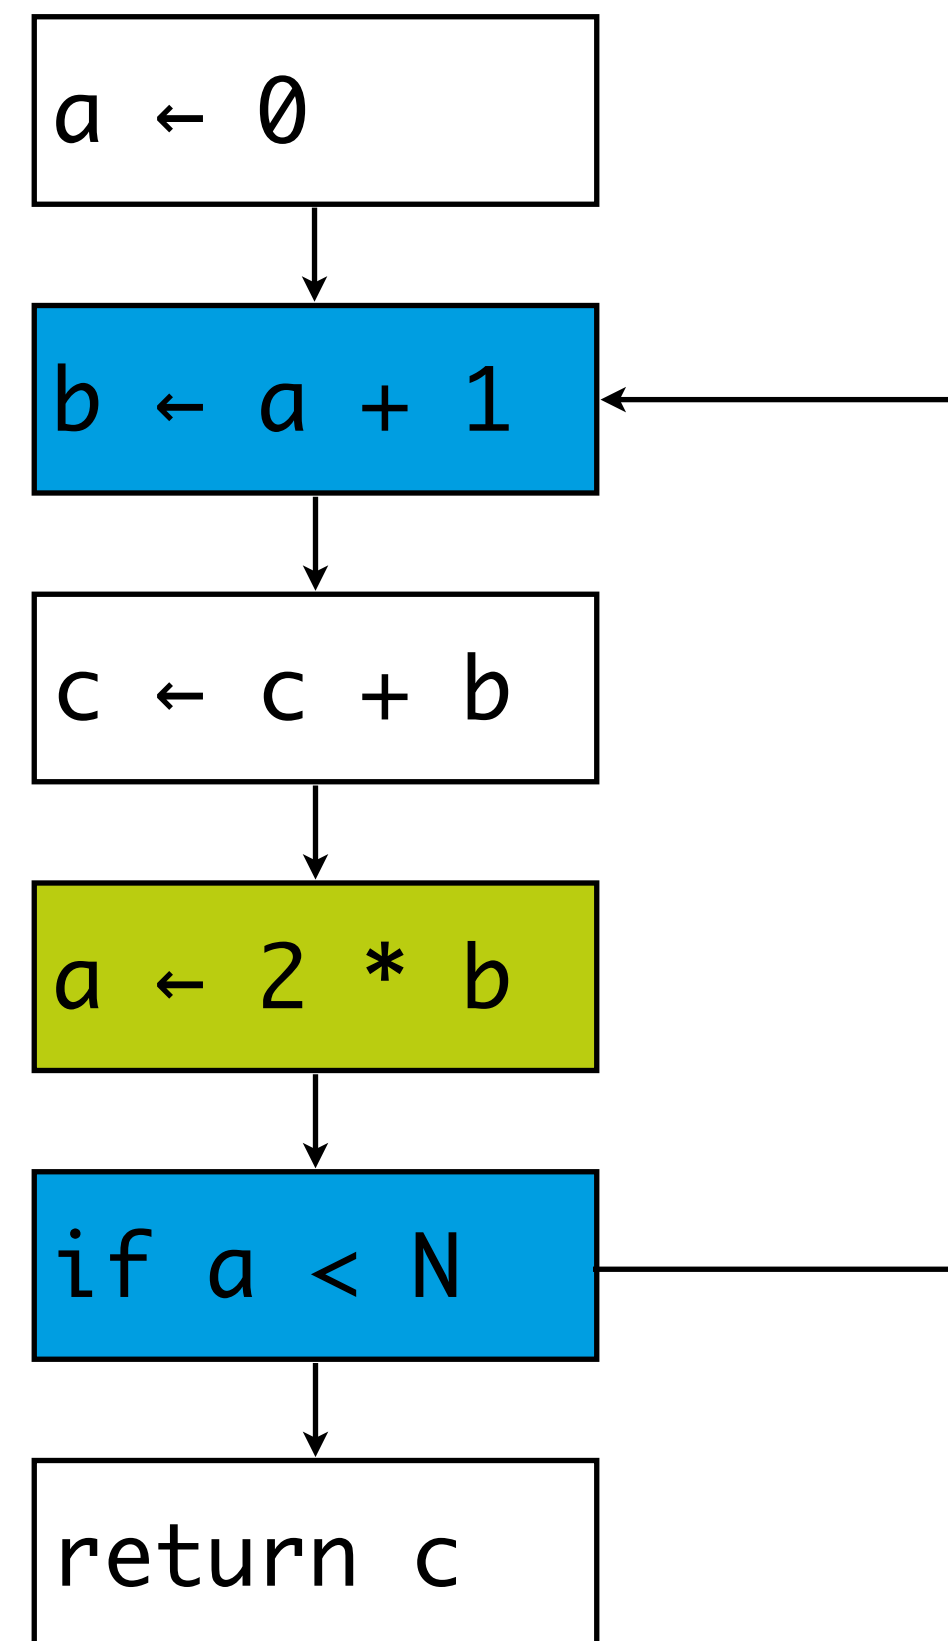 a ← 0
b ← a + 1
c ← c + b
a ← 2 * b
if a < N
return c